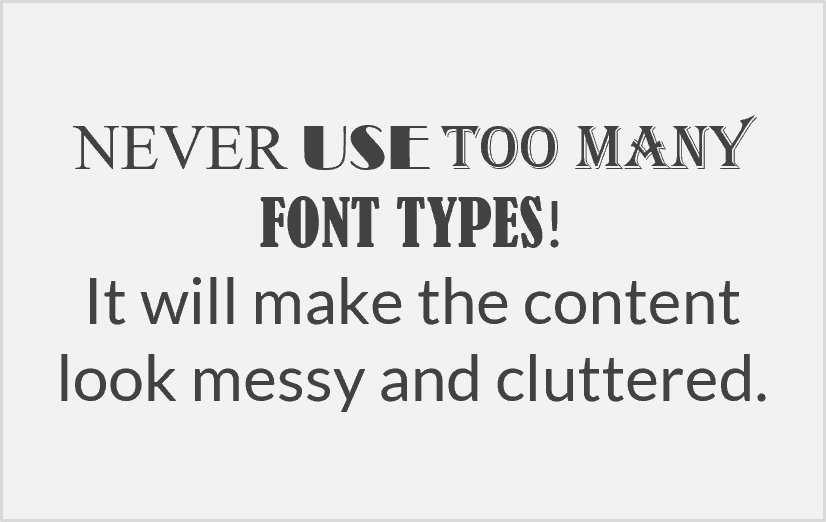 NEVER USE TOO MANY
FONT TYPES!
It will make the content
look messy and cluttered.